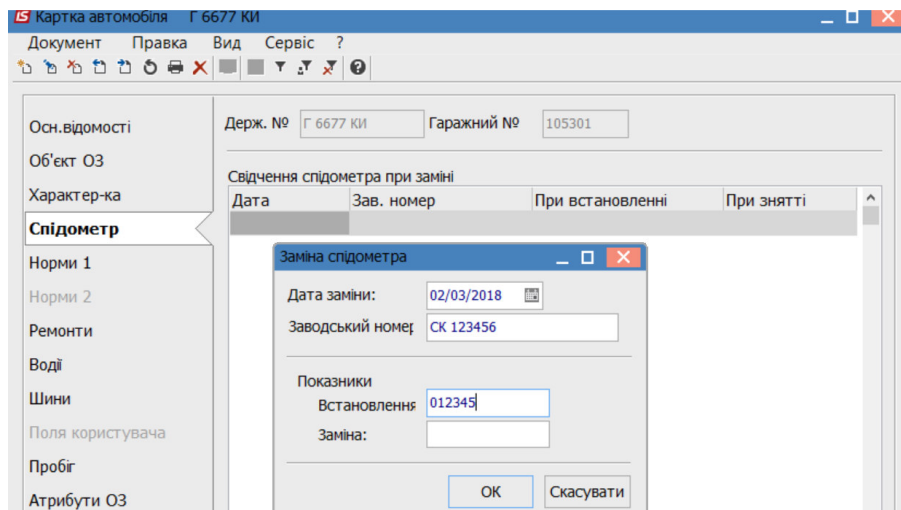 Картка автомобіля Г 6677 КИ
Документ Правка Вид Сервіс ?
Осн.відомості
Об'єкт ОЗ
Характер-ка
Спідометр
Норми 1
Норми 2
Ремонти
Водії
Шини
Поля користувача
Пробіг
Атрибути ОЗ
Держ. № Г 6677 КИ Гаражний № 105301
Свідчення спідометра при заміні
Дата Зав. номер При встановленні При знятті
Заміна спідометра
Дата заміни: 02/03/2018
Заводський номер СК 123456
Показники
Встановлення 012345
Заміна:
ОК Скасувати